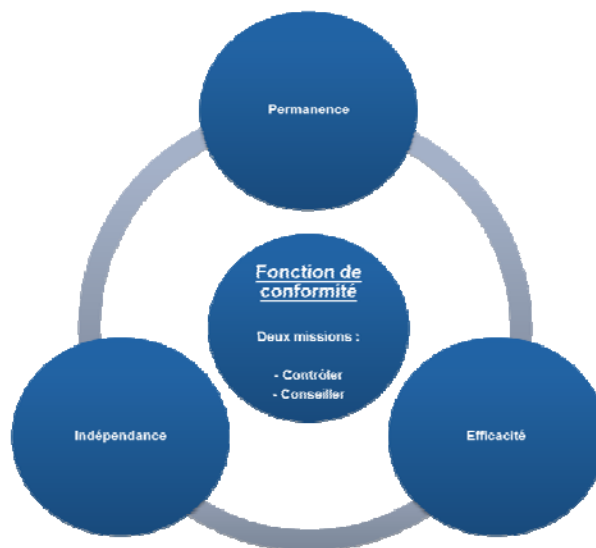 Permanence
Fonction de
conformité
Deux missions :
- Contrôler
- Conseiller
Indépendance
Efficacité